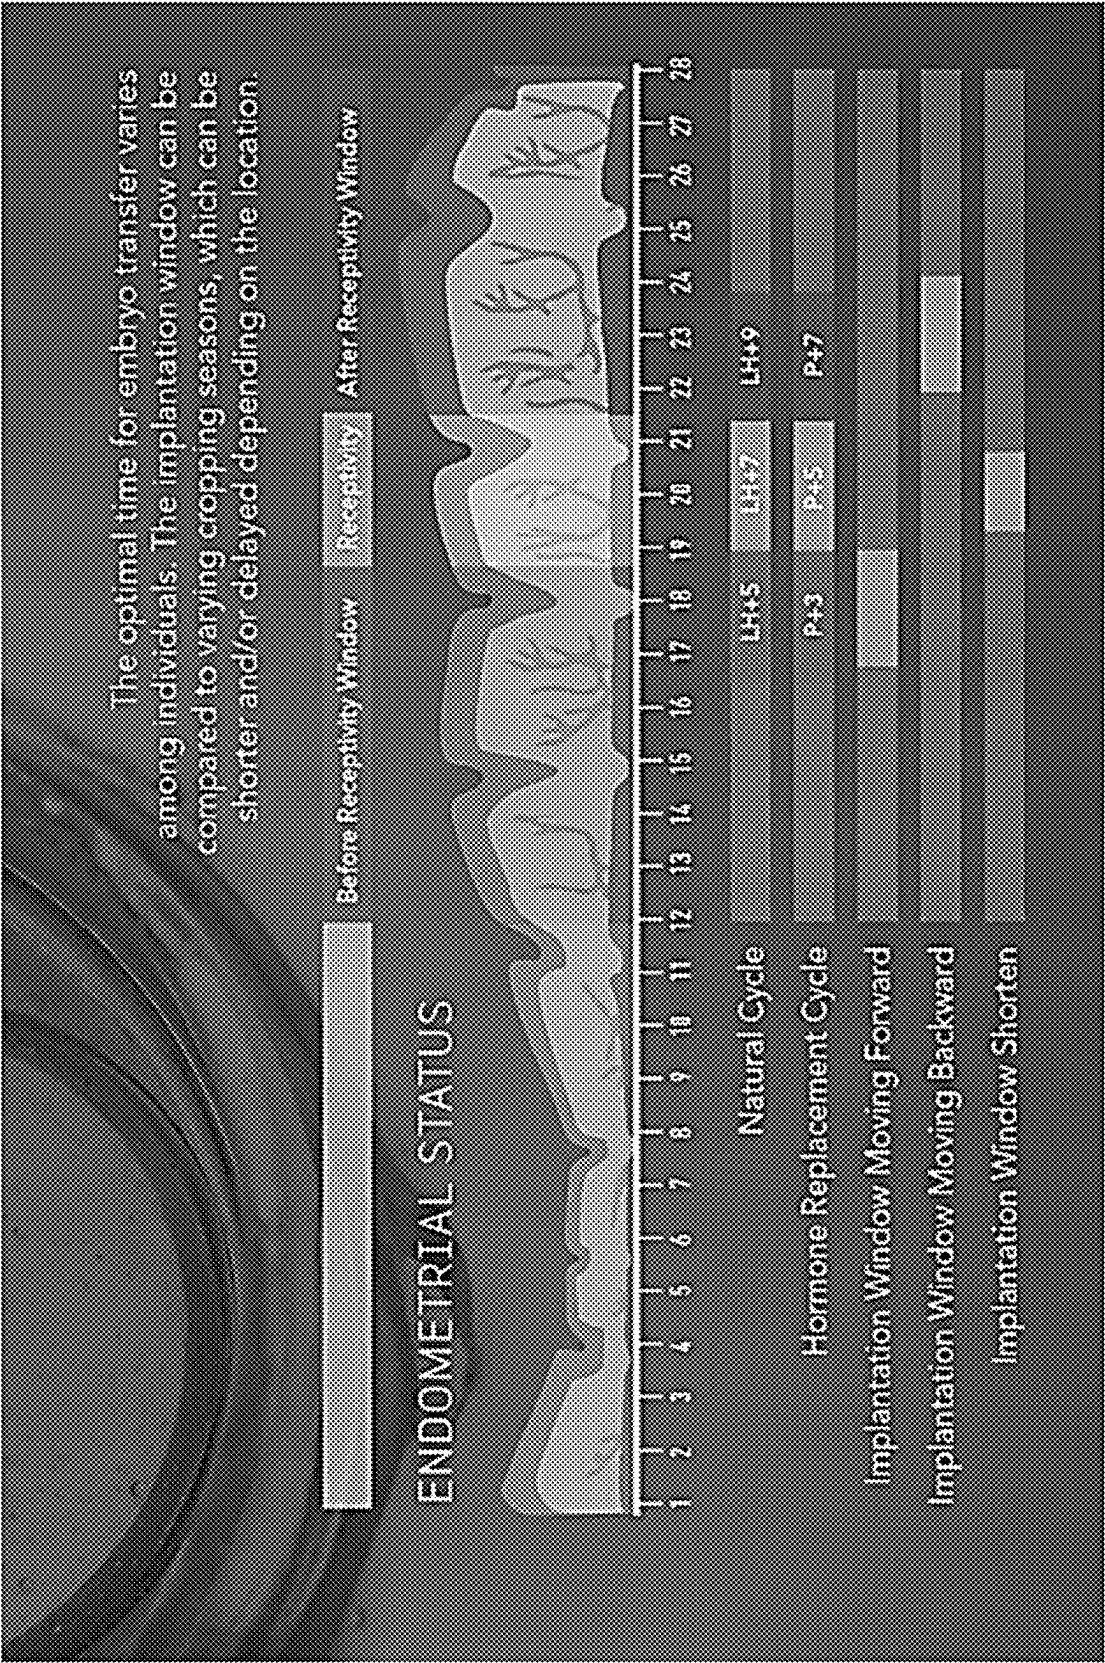 The optimal time for embryo transfer varies
among individuals. The implantation window can be
compared to varying cropping seasons, which can be
shorter and/or delayed depending on the location.
Before Receptivity Window Receptivity After Receptivity Window
ENDOMETRIAL STATUS
1 2 3 4 5 6 7 8 9 10 11 12 13 14 15 16 17 18 19 20 21 22 23 24 25 26 27 28
Natural Cycle LH+5 LH+7 LH+9
Hormone Replacement Cycle P+3 P+5 P+7
Implantation Window Moving Forward
Implantation Window Moving Backward
Implantation Window Shorten